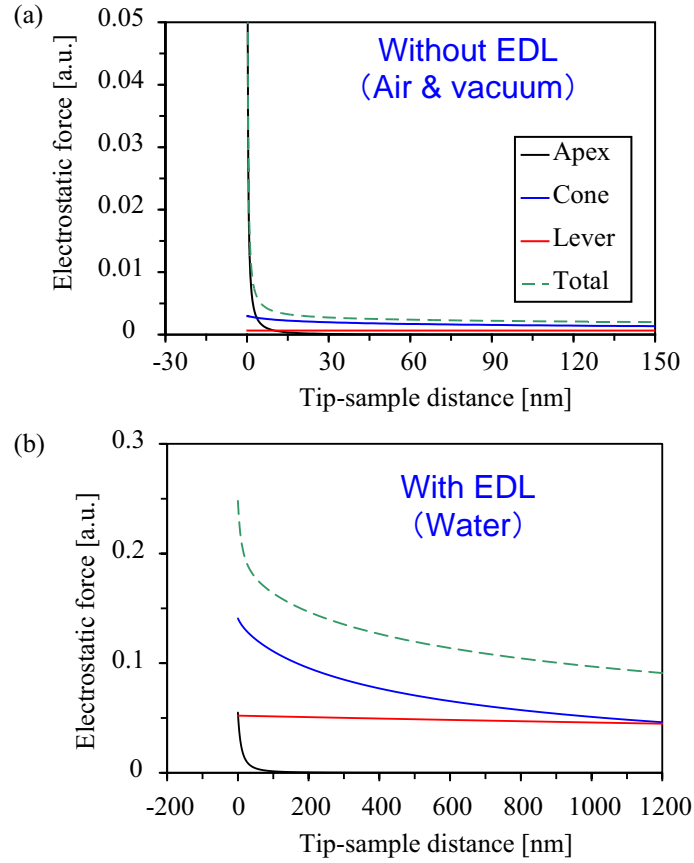 (a)
Electrostatic force [a.u.]
0.05
0.04
0.03
0.02
0.01
0
Without EDL
（Air & vacuum）
Apex
Cone
Lever
Total
-30
0
30
60
90
120
150
Tip-sample distance [nm]
(b)
Electrostatic force [a.u.]
0.3
0.2
0.1
0
With EDL
（Water）
-200
0
200
400
600
800
1000
1200
Tip-sample distance [nm]